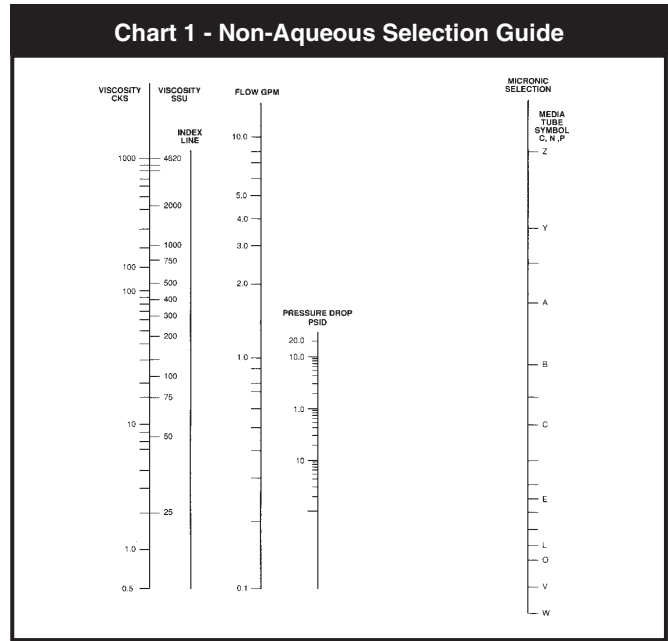 Chart 1 - Non-Aqueous Selection Guide
VISCOSITY
CKS
VISCOSITY
SSU
INDEX
LINE
FLOW GPM
PRESSURE DROP
PSID
MICRONIC
SELECTION
MEDIA
TUBE
SYMBOL
C, N ,P
1000
100
100
10
1.0
0.5
4620
2000
1000
750
500
400
300
200
100
75
50
25
10.0
5.0
4.0
3.0
2.0
1.0
0.1
20.0
10.0
1.0
10
Z
Y
A
B
C
E
L
O
V
W